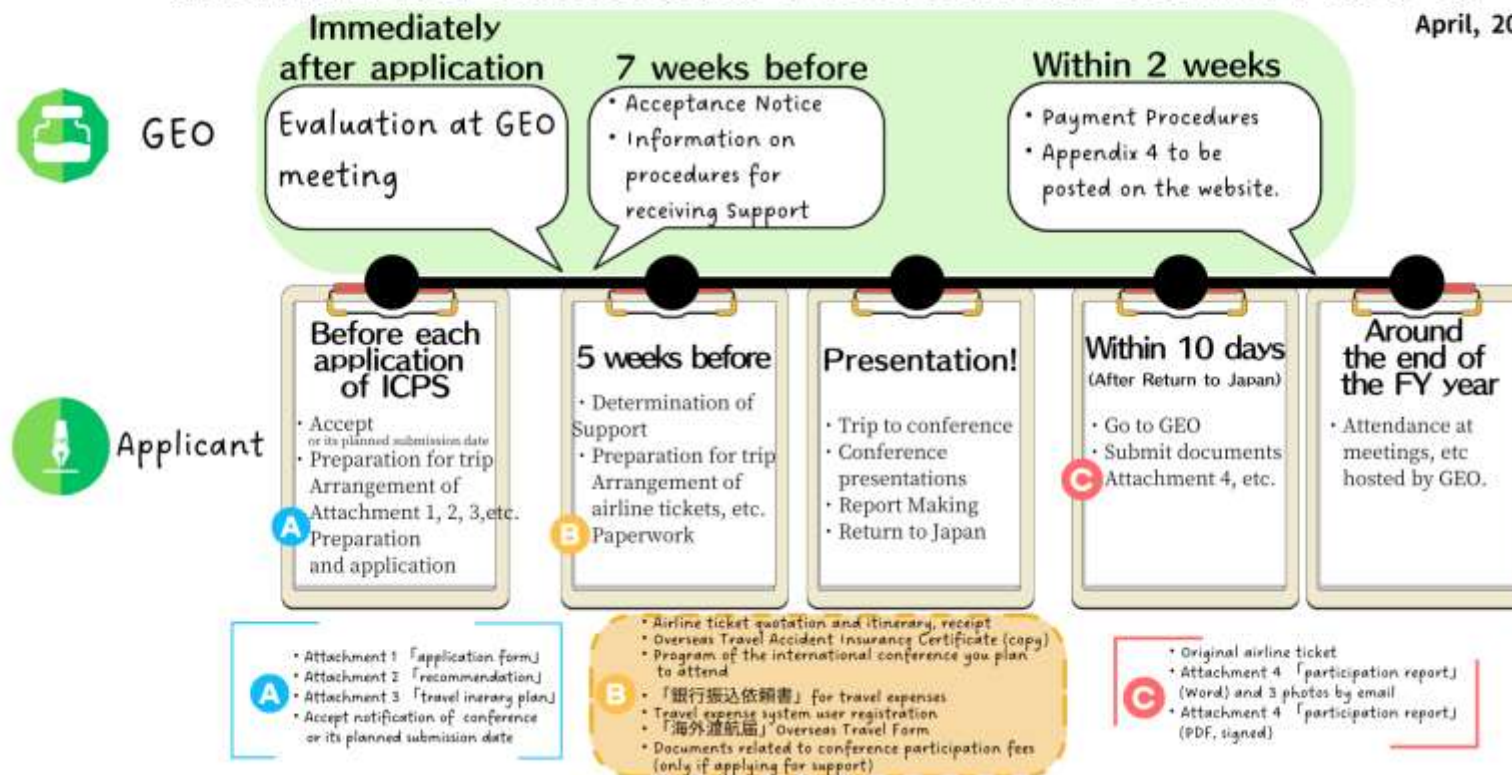 April, 20
Immediately
after application
7 weeks before
Within 2 weeks
GEO
Evaluation at GEO
meeting
• Acceptance Notice
• Information on
procedures for
receiving Support
• Payment Procedures
• Appendix 4 to be
posted on the website.
Applicant
Before each
application
of ICPS
・Accept
or its planned submission date
・Preparation for trip
Arrangement of
Attachment 1, 2, 3,etc.
A
Preparation
and application
5 weeks before
・Determination of
Support
・Preparation for trip
Arrangement of
airline tickets, etc.
B
Paperwork
Presentation!
・Trip to conference
・Conference
presentations
・Report Making
・Return to Japan
Within 10 days
(After Return to Japan)
・Go to GEO
・Submit documents
C
Attachment 4, etc.
Around
the end of
the FY year
・Attendance at
meetings, etc
hosted by GEO.
A
• Attachment 1 「application form」
• Attachment 2 「recommendation」
• Attachment 3 「travel inerary plan」
• Accept notification of conference
or its planned submission date
B
• Airline ticket quotation and itinerary, receipt
• Overseas Travel Accident Insurance Certificate (copy)
• Program of the international conference you plan
to attend
• 「銀行振込依頼書」 for travel expenses
• Travel expense system user registration
• 「海外渡航届」 Overseas Travel Form
• Documents related to conference participation fees
(only if applying for support)
C
• Original airline ticket
• Attachment 4 「participation report」
(Word) and 3 photos by email
• Attachment 4 「participation report」
(PDF, signed)